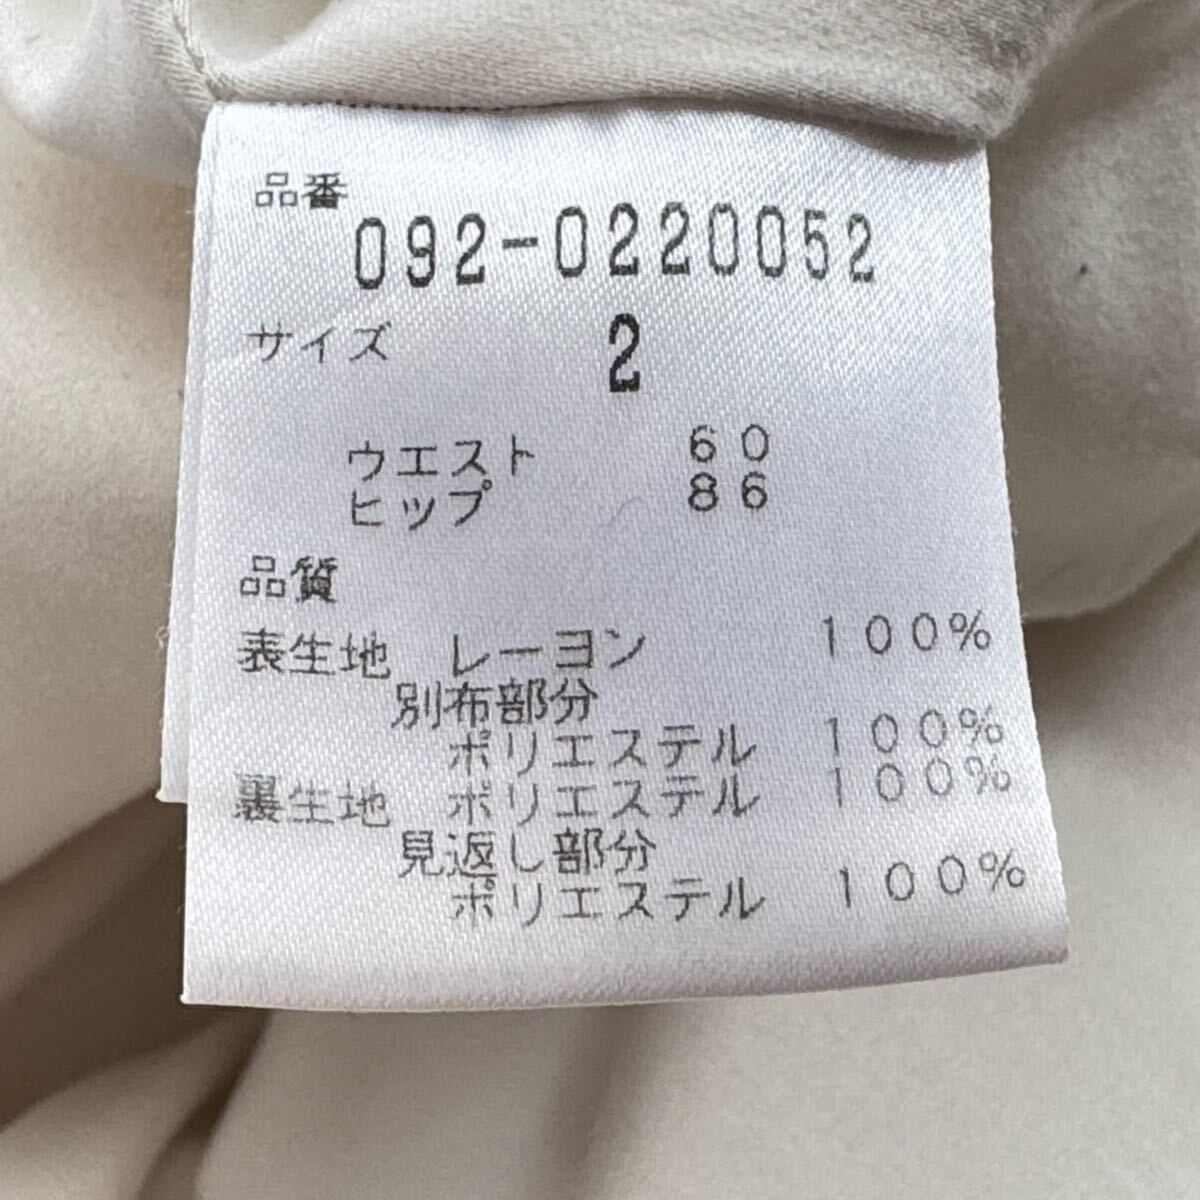 品番
092-0220052
サイズ 2
ウエスト 60
ヒップ 86
品質
表生地 レーヨン 100%
別布部分
ポリエステル 100%
裏生地 ポリエステル 100%
見返し部分
ポリエステル 100%